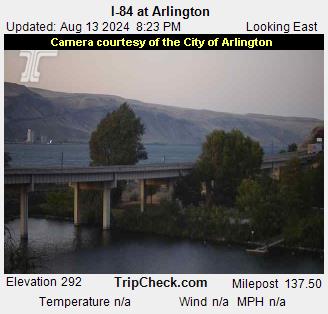 I-84 at Arlington
Updated: Aug 13 2024 8:23 PM Looking East
Camera courtesy of the City of Arlington
Elevation 292 TripCheck.com Milepost 137.50
Temperature n/a Wind n/a MPH n/a